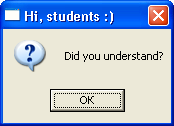 Hi, students :)
Did you understand?
OK